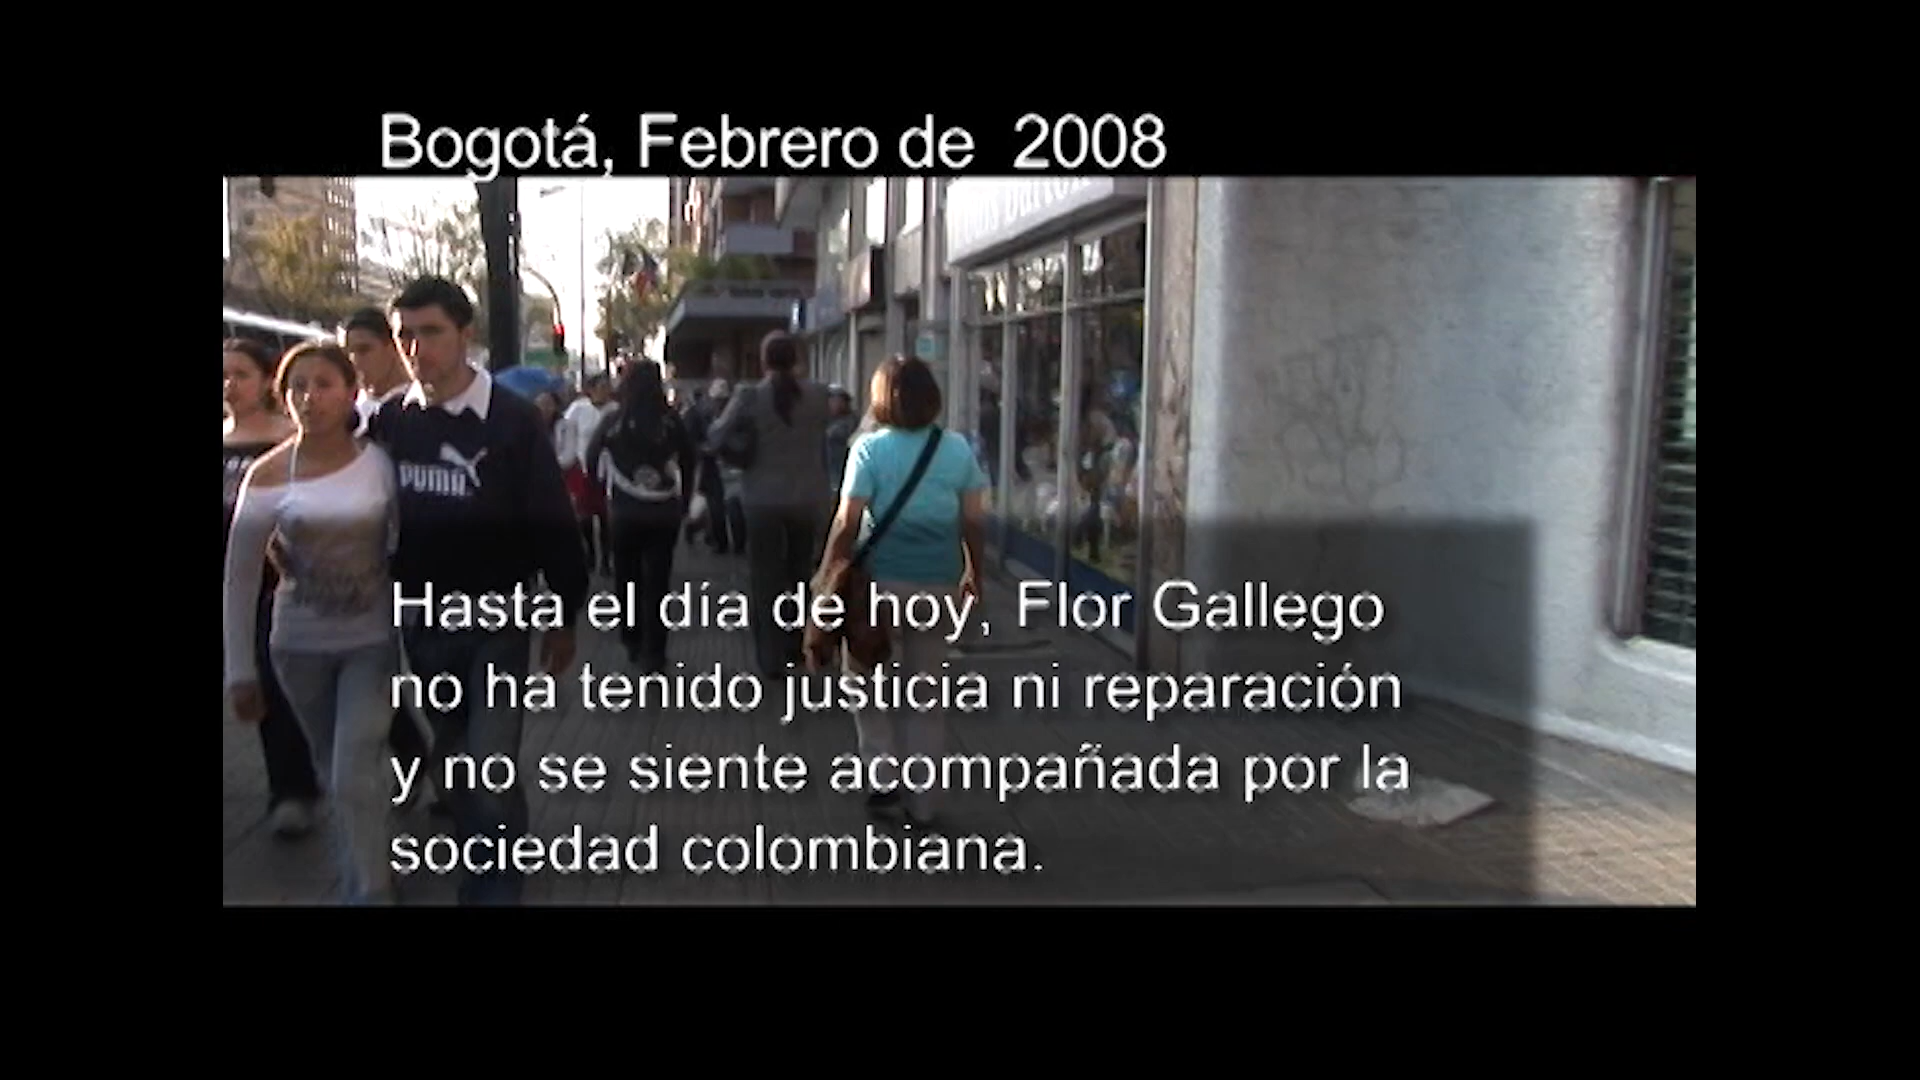 Bogotá, Febrero de 2008
PUMA
Hasta el día de hoy, Flor Gallego
no ha tenido justicia ni reparación
y no se siente acompañada por la
sociedad colombiana.